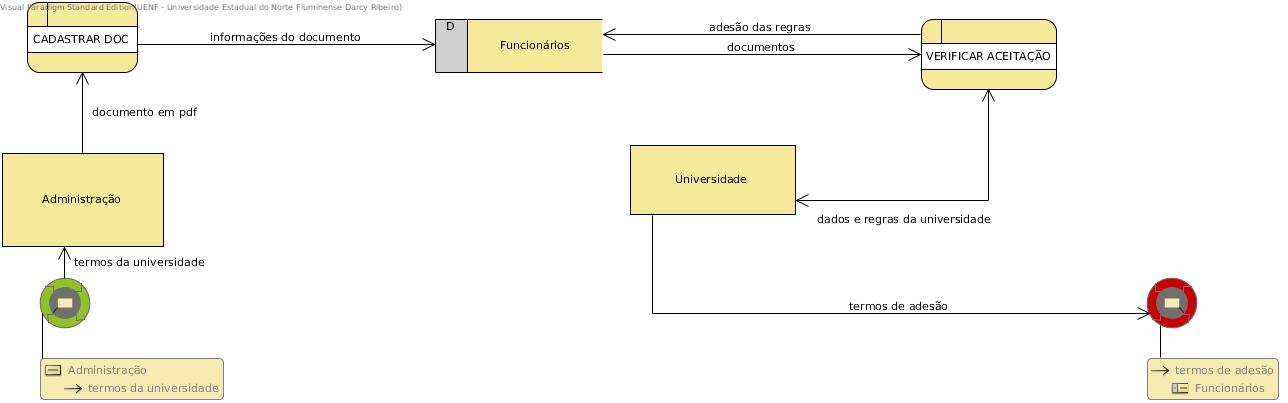 Visual Paradigm Standard Edition(UENF - Universidade Estadual do Norte Fluminense Darcy Ribeiro)
CADASTRAR DOC
informações do documento
D
Funcionários
adesão das regras
documentos
VERIFICAR ACEITAÇÃO
documento em pdf
Administração
Universidade
dados e regras da universidade
termos da universidade
termos de adesão
Administração
termos da universidade
termos de adesão
Funcionários